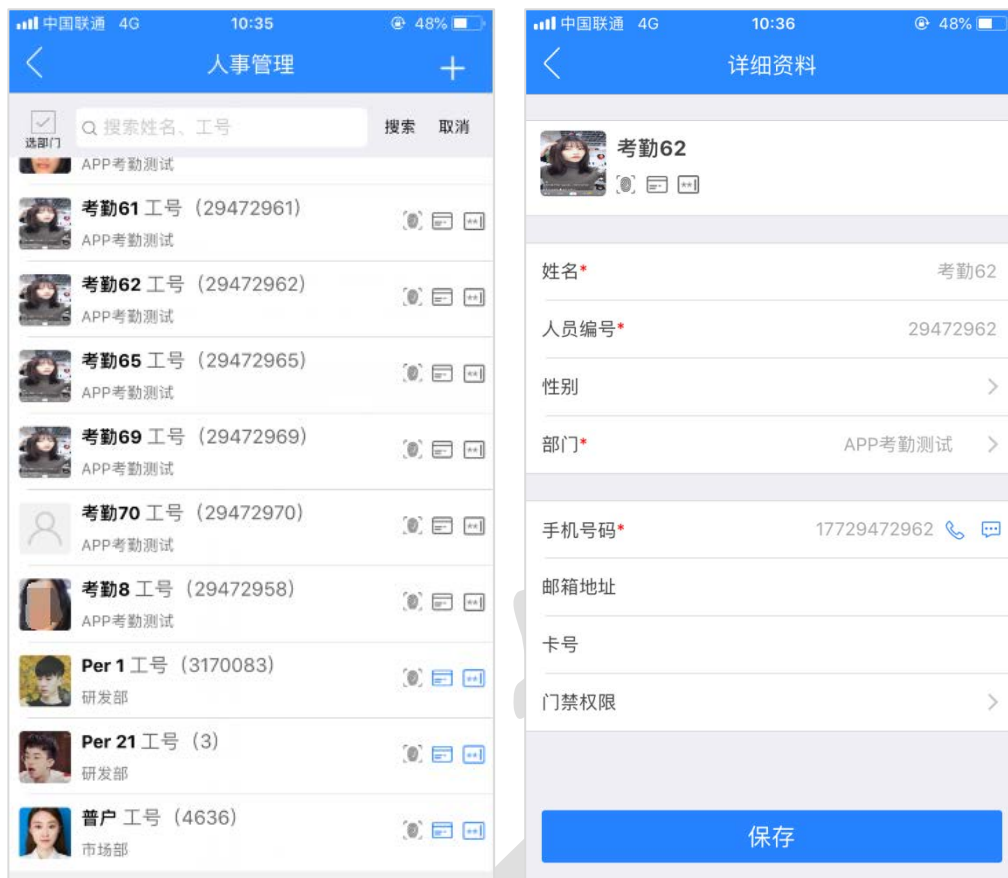 中国联通 4G 10:35 48%
人事管理
选部门 搜索姓名、工号 搜索 取消
APP考勤测试
考勤61 工号（29472961）
APP考勤测试
考勤62 工号（29472962）
APP考勤测试
考勤65 工号（29472965）
APP考勤测试
考勤69 工号（29472969）
APP考勤测试
考勤70 工号（29472970）
APP考勤测试
考勤8 工号（29472958）
APP考勤测试
Per 1 工号（3170083）
研发部
Per 21 工号（3）
研发部
普户 工号（4636）
市场部
中国联通 4G 10:36 48%
详细资料
考勤62
姓名* 考勤62
人员编号* 29472962
性别
部门* APP考勤测试
手机号码* 17729472962
邮箱地址
卡号
门禁权限
保存